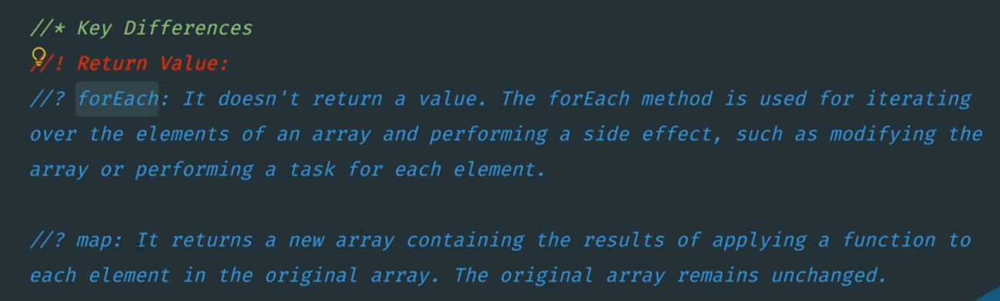 //* Key Differences
//! Return Value:
//? forEach: It doesn't return a value. The forEach method is used for iterating
over the elements of an array and performing a side effect, such as modifying the
array or performing a task for each element.
//? map: It returns a new array containing the results of applying a function to
each element in the original array. The original array remains unchanged.